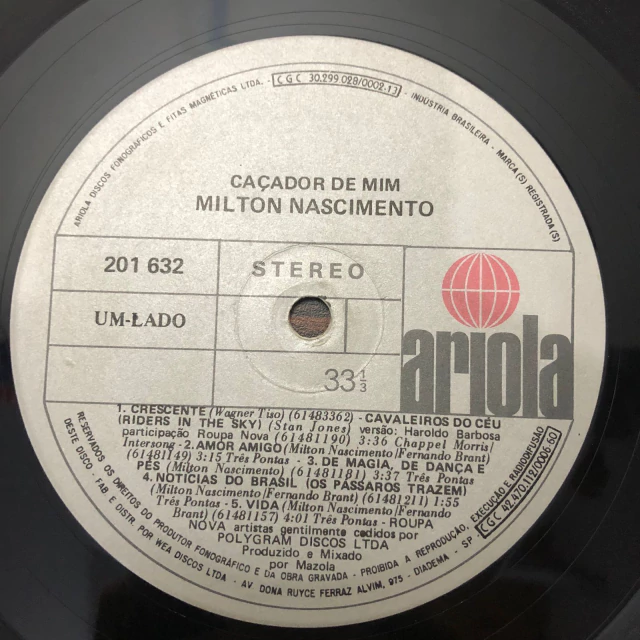 ARIOLA DISCOS FONOGRÁFICOS E FITAS MAGNÉTICAS LTDA. - CGC 30.299.028/0002.13 - INDÚSTRIA BRASILEIRA - MARCA(S) REGISTRADA(S)
CAÇADOR DE MIM
MILTON NASCIMENTO
201 632
STEREO
UM-ŁADO
33 1/3
ariola
1. CRESCENTE (Wagner Tiso) (61483362) - CAVALEIROS DO CÉU
(RIDERS IN THE SKY) (Stan Jones) versão: Haroldo Barbosa
participação Roupa Nova (61481190) 3:36 Chappel Morris/
Intersong - 2. AMOR AMIGO (Milton Nascimento/Fernando Brant)
(61481149) 3:15 Três Pontas - 3. DE MAGIA, DE DANÇA E
PÉS (Milton Nascimento) (61481181) 3:37 Três Pontas
4. NOTÍCIAS DO BRASIL (OS PÁSSAROS TRAZEM)
(Milton Nascimento/Fernando Brant) (61481211) 1:55
Três Pontas - 5. VIDA (Milton Nascimento/Fernando
Brant) (61481157) 4:01 Três Pontas - ROUPA
NOVA artistas gentilmente cedidos por
POLYGRAM DISCOS LTDA
Produzido e Mixado
por Mazola
RESERVADOS OS DIREITOS DO PRODUTOR FONOGRÁFICO E DA OBRA GRAVADA - PROIBIDA A REPRODUÇÃO, EXECUÇÃO E RADIODIFUSÃO
DESTE DISCO - FAB. E DISTR. POR WEA DISCOS LTDA. - AV DONA RUYCE FERRAZ ALVIM, 975 - DIADEMA - SP - CGC 42.470.112/0006.50